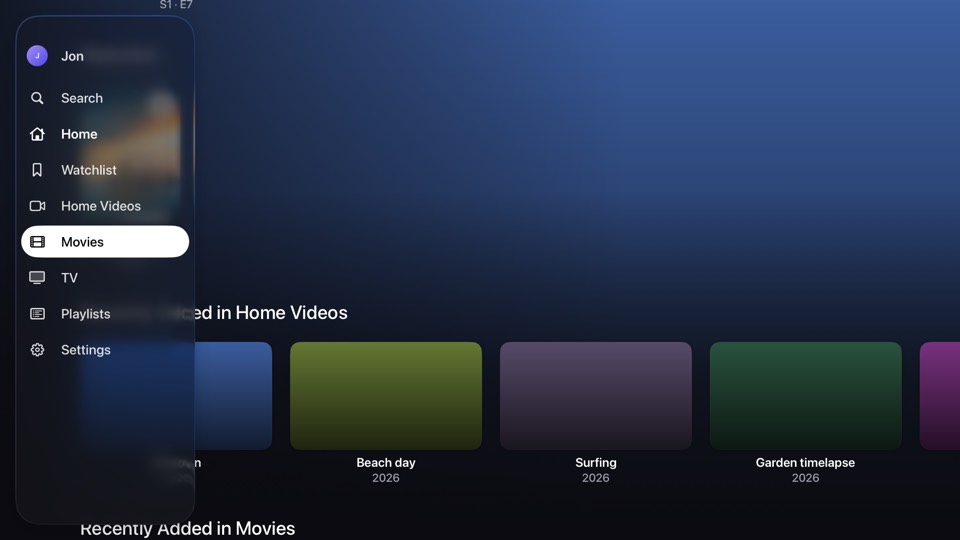 S1 · E7
J
Jon
Search
Home
Watchlist
Home Videos
Movies
TV
Playlists
Settings
in Home Videos
Beach day
2026
Surfing
2026
Garden timelapse
2026
Recently Added in Movies